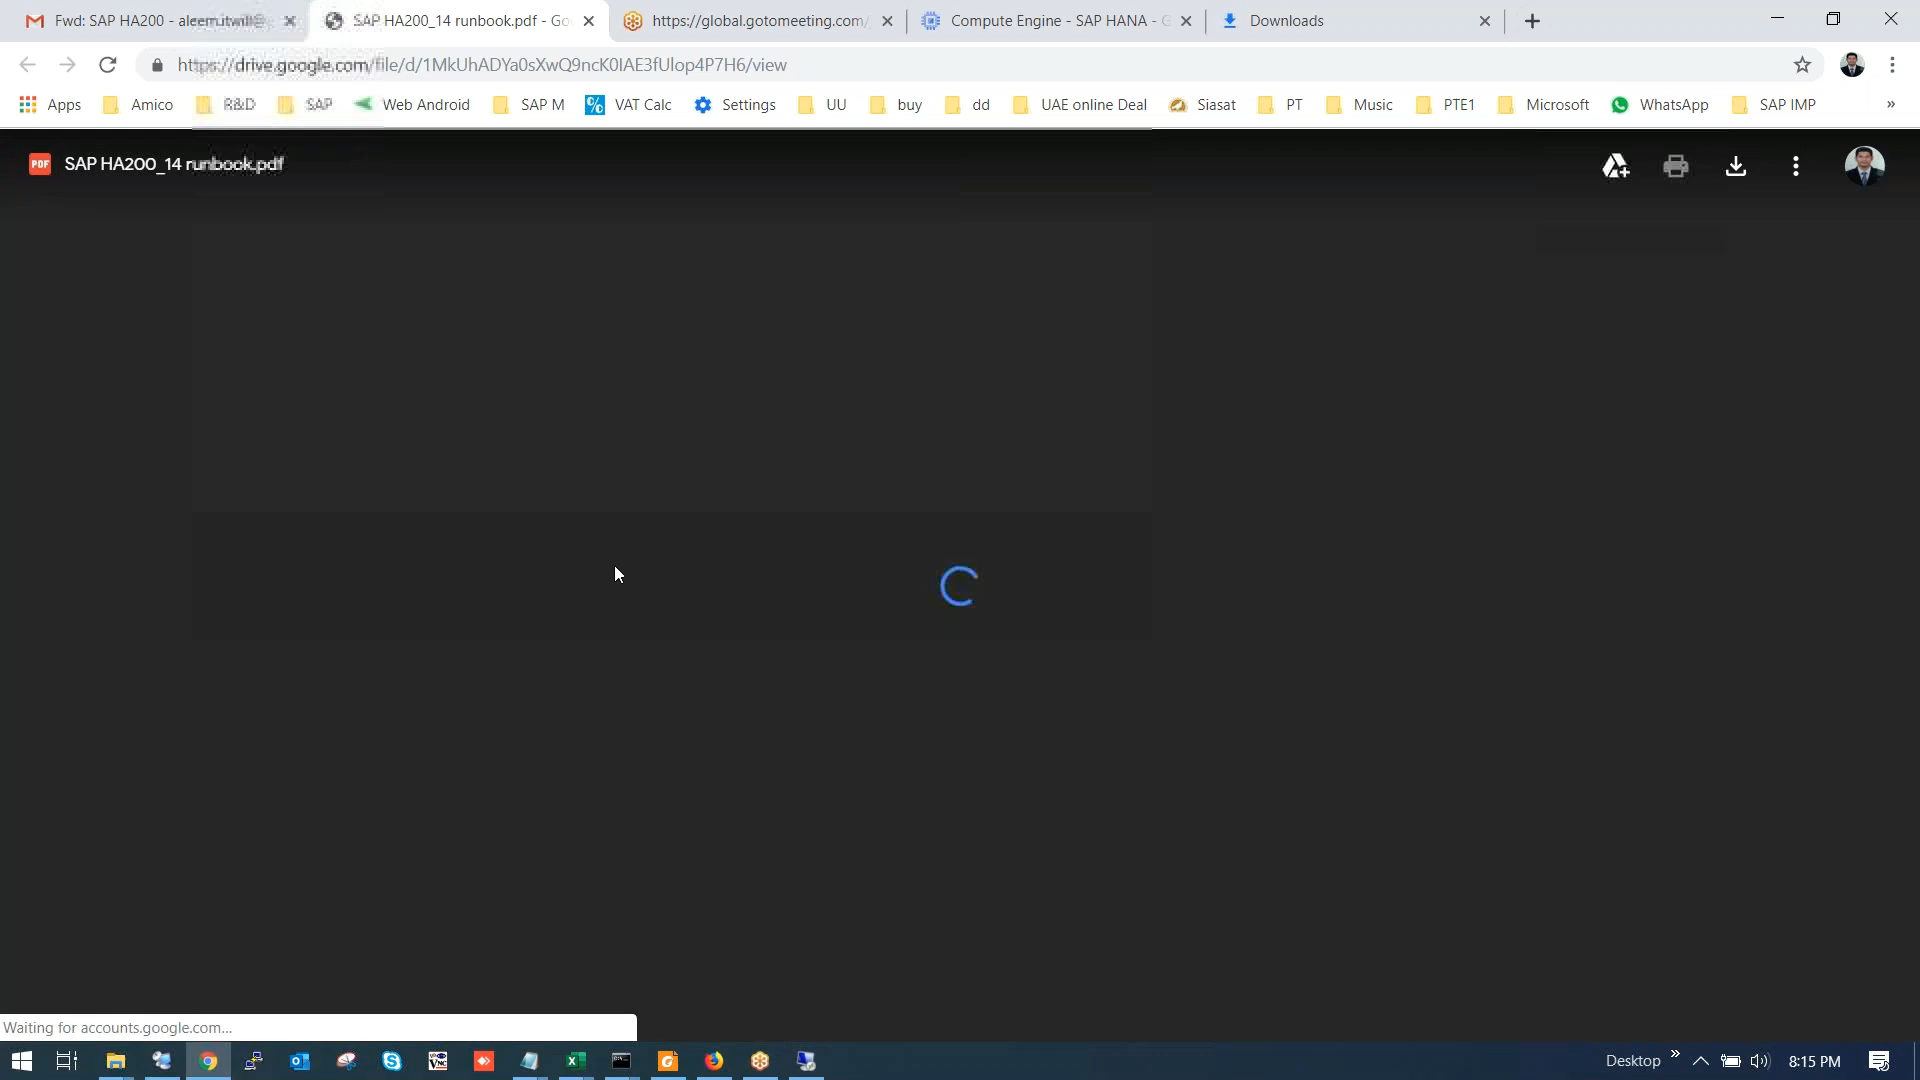 Fwd: SAP HA200 - aleem.itwill@
SAP HA200_14 runbook.pdf - Go
https://global.gotomeeting.com/
Compute Engine - SAP HANA - G
Downloads
https://drive.google.com/file/d/1MkUhADYa0sXwQ9ncK0IAE3fUlop4P7H6/view
Apps
Amico
R&D
SAP
Web Android
SAP M
VAT Calc
Settings
UU
buy
dd
UAE online Deal
Siasat
PT
Music
PTE1
Microsoft
WhatsApp
SAP IMP
»
PDF
SAP HA200_14 runbook.pdf
Waiting for accounts.google.com...
Desktop
8:15 PM